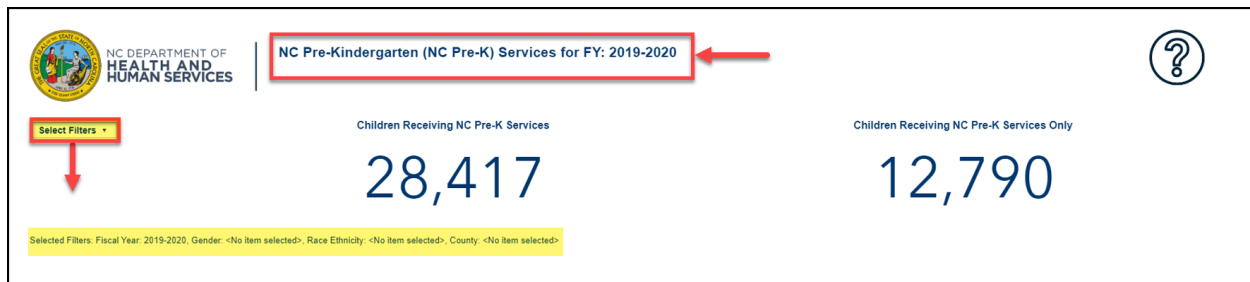 NC DEPARTMENT OF
HEALTH AND
HUMAN SERVICES
NC Pre-Kindergarten (NC Pre-K) Services for FY: 2019-2020
?
Select Filters
Children Receiving NC Pre-K Services
28,417
Children Receiving NC Pre-K Services Only
12,790
Selected Filters: Fiscal Year: 2019-2020, Gender: <No item selected>, Race Ethnicity: <No item selected>, County: <No item selected>